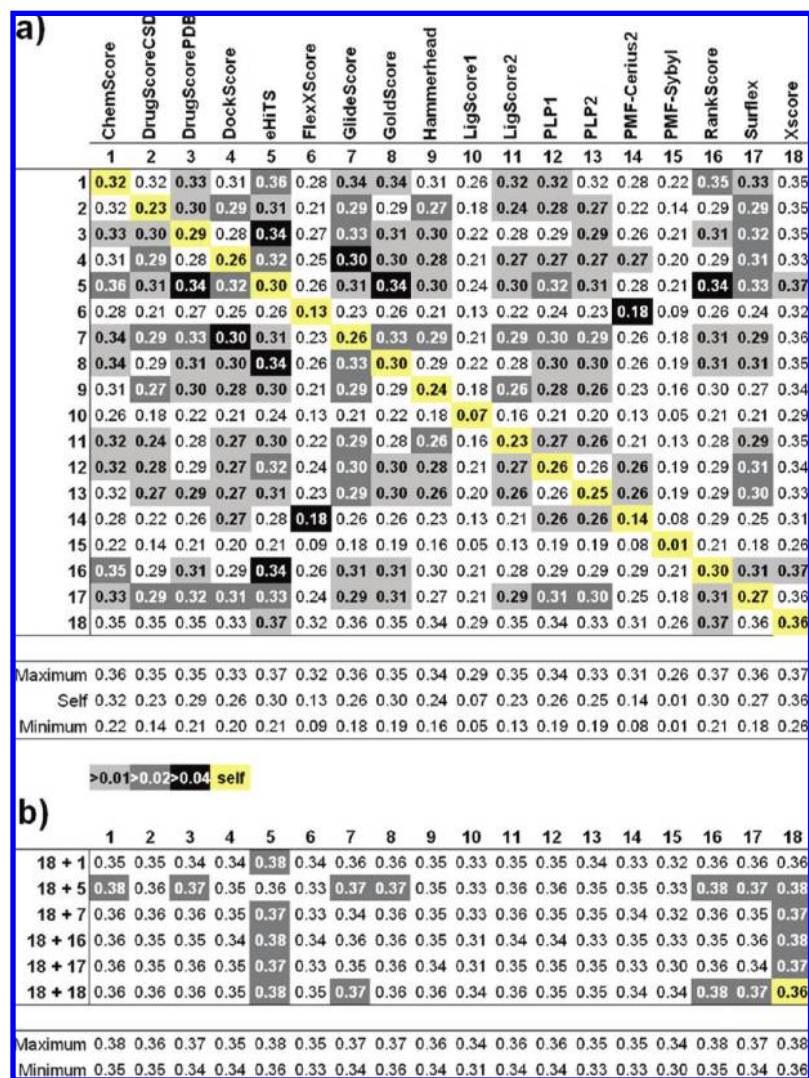 a)
ChemScore
DrugScoreCSD
DrugScorePDB
DockScore
eHiTS
FlexXScore
GlideScore
GoldScore
Hammerhead
LigScore1
LigScore2
PLP1
PLP2
PMF-Cerius2
PMF-Sybyl
RankScore
Surflex
Xscore
1 2 3 4 5 6 7 8 9 10 11 12 13 14 15 16 17 18
1 0.32 0.32 0.33 0.31 0.36 0.28 0.34 0.34 0.31 0.26 0.32 0.32 0.32 0.28 0.22 0.35 0.33 0.35
2 0.32 0.23 0.30 0.29 0.31 0.21 0.29 0.29 0.27 0.18 0.24 0.28 0.27 0.22 0.14 0.29 0.29 0.35
3 0.33 0.30 0.29 0.28 0.34 0.27 0.33 0.31 0.30 0.22 0.28 0.29 0.29 0.26 0.21 0.31 0.32 0.35
4 0.31 0.29 0.28 0.26 0.32 0.25 0.30 0.30 0.28 0.21 0.27 0.27 0.27 0.27 0.20 0.29 0.31 0.33
5 0.36 0.31 0.34 0.32 0.30 0.26 0.31 0.34 0.30 0.24 0.30 0.32 0.31 0.28 0.21 0.34 0.33 0.37
6 0.28 0.21 0.27 0.25 0.26 0.13 0.23 0.26 0.21 0.13 0.22 0.24 0.23 0.18 0.09 0.26 0.24 0.32
7 0.34 0.29 0.33 0.30 0.31 0.23 0.26 0.33 0.29 0.21 0.29 0.30 0.29 0.26 0.18 0.31 0.29 0.36
8 0.34 0.29 0.31 0.30 0.34 0.26 0.33 0.30 0.29 0.22 0.28 0.30 0.30 0.26 0.19 0.31 0.31 0.35
9 0.31 0.27 0.30 0.28 0.30 0.21 0.29 0.29 0.24 0.18 0.26 0.28 0.26 0.23 0.16 0.30 0.27 0.34
10 0.26 0.18 0.22 0.21 0.24 0.13 0.21 0.22 0.18 0.07 0.16 0.21 0.20 0.13 0.05 0.21 0.21 0.29
11 0.32 0.24 0.28 0.27 0.30 0.22 0.29 0.28 0.26 0.16 0.23 0.27 0.26 0.21 0.13 0.28 0.29 0.35
12 0.32 0.28 0.29 0.27 0.32 0.24 0.30 0.30 0.28 0.21 0.27 0.26 0.26 0.26 0.19 0.29 0.31 0.34
13 0.32 0.27 0.29 0.27 0.31 0.23 0.29 0.30 0.26 0.20 0.26 0.26 0.25 0.26 0.19 0.29 0.30 0.33
14 0.28 0.22 0.26 0.27 0.28 0.18 0.26 0.26 0.23 0.13 0.21 0.26 0.26 0.14 0.08 0.29 0.25 0.31
15 0.22 0.14 0.21 0.20 0.21 0.09 0.18 0.19 0.16 0.05 0.13 0.19 0.19 0.08 0.01 0.21 0.18 0.26
16 0.35 0.29 0.31 0.29 0.34 0.26 0.31 0.31 0.30 0.21 0.28 0.29 0.29 0.29 0.21 0.30 0.31 0.37
17 0.33 0.29 0.32 0.31 0.33 0.24 0.29 0.31 0.27 0.21 0.29 0.31 0.30 0.25 0.18 0.31 0.27 0.36
18 0.35 0.35 0.35 0.33 0.37 0.32 0.36 0.35 0.34 0.29 0.35 0.34 0.33 0.31 0.26 0.37 0.36 0.36
Maximum 0.36 0.35 0.35 0.33 0.37 0.32 0.36 0.35 0.34 0.29 0.35 0.34 0.33 0.31 0.26 0.37 0.36 0.37
Self 0.32 0.23 0.29 0.26 0.30 0.13 0.26 0.30 0.24 0.07 0.23 0.26 0.25 0.14 0.01 0.30 0.27 0.36
Minimum 0.22 0.14 0.21 0.20 0.21 0.09 0.18 0.19 0.16 0.05 0.13 0.19 0.19 0.08 0.01 0.21 0.18 0.26
>0.01 >0.02 >0.04 self
b)
1 2 3 4 5 6 7 8 9 10 11 12 13 14 15 16 17 18
18 + 1 0.35 0.35 0.34 0.34 0.38 0.34 0.36 0.36 0.35 0.33 0.35 0.35 0.34 0.33 0.32 0.36 0.36 0.36
18 + 5 0.38 0.36 0.37 0.35 0.36 0.33 0.37 0.37 0.35 0.33 0.36 0.36 0.35 0.35 0.33 0.38 0.37 0.38
18 + 7 0.36 0.36 0.36 0.35 0.37 0.33 0.34 0.36 0.35 0.32 0.35 0.35 0.35 0.34 0.32 0.36 0.35 0.37
18 + 16 0.36 0.35 0.35 0.34 0.38 0.34 0.36 0.36 0.35 0.31 0.34 0.34 0.33 0.35 0.33 0.35 0.36 0.38
18 + 17 0.36 0.35 0.36 0.35 0.37 0.33 0.35 0.36 0.34 0.31 0.35 0.35 0.35 0.33 0.30 0.36 0.34 0.37
18 + 18 0.36 0.36 0.36 0.35 0.38 0.35 0.37 0.36 0.36 0.34 0.36 0.35 0.35 0.34 0.34 0.38 0.37 0.36
Maximum 0.38 0.36 0.37 0.35 0.38 0.35 0.37 0.37 0.36 0.34 0.36 0.36 0.35 0.35 0.34 0.38 0.37 0.38
Minimum 0.35 0.35 0.34 0.34 0.36 0.33 0.34 0.36 0.34 0.31 0.34 0.34 0.33 0.33 0.30 0.35 0.34 0.36